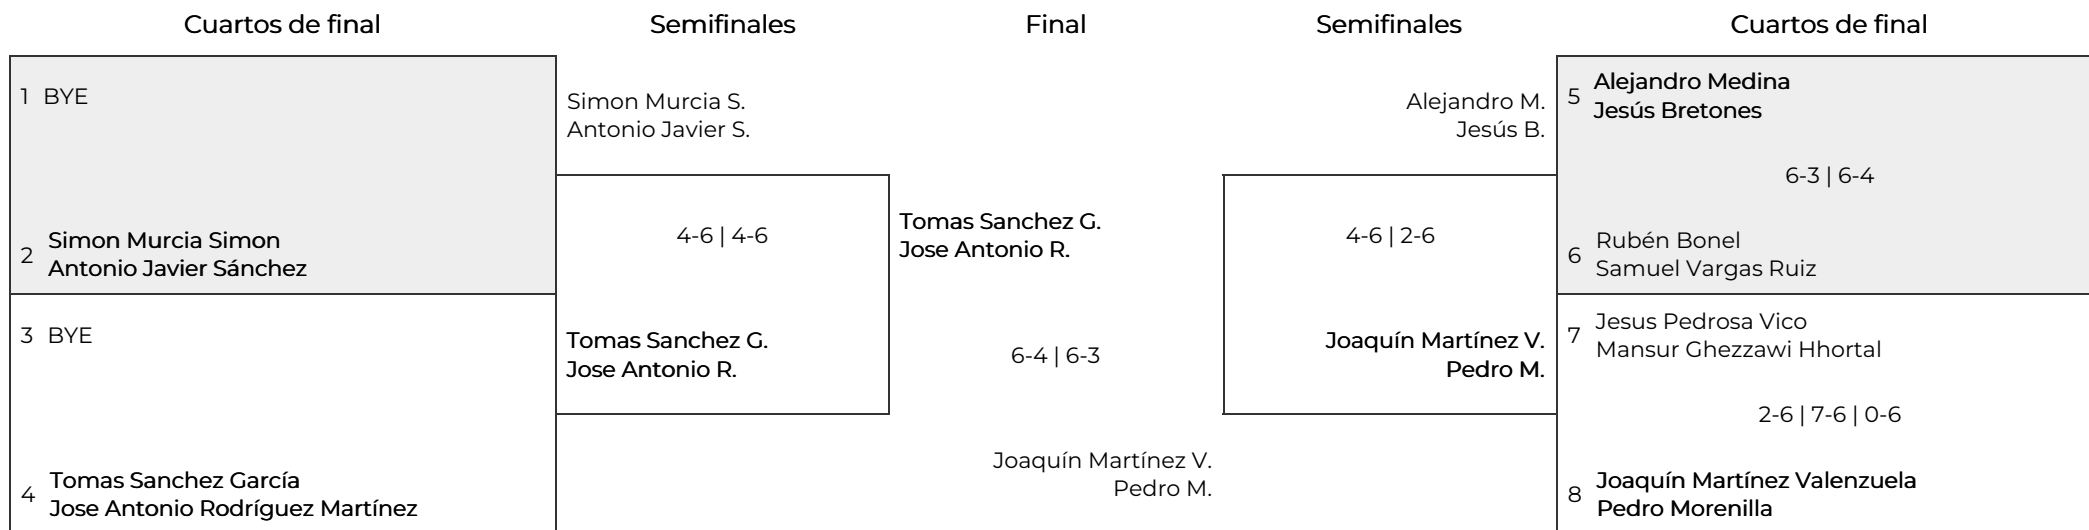 Cuartos de final
Semifinales
Final
Semifinales
Cuartos de final
1 BYE
2 Simon Murcia Simon
Antonio Javier Sánchez
3 BYE
4 Tomas Sanchez García
Jose Antonio Rodríguez Martínez
Simon Murcia S.
Antonio Javier S.
4-6 | 4-6
Tomas Sanchez G.
Jose Antonio R.
Tomas Sanchez G.
Jose Antonio R.
6-4 | 6-3
Joaquín Martínez V.
Pedro M.
Alejandro M.
Jesús B.
4-6 | 2-6
Joaquín Martínez V.
Pedro M.
5 Alejandro Medina
Jesús Bretones
6-3 | 6-4
6 Rubén Bonel
Samuel Vargas Ruiz
7 Jesus Pedrosa Vico
Mansur Ghezzawi Hhortal
2-6 | 7-6 | 0-6
8 Joaquín Martínez Valenzuela
Pedro Morenilla